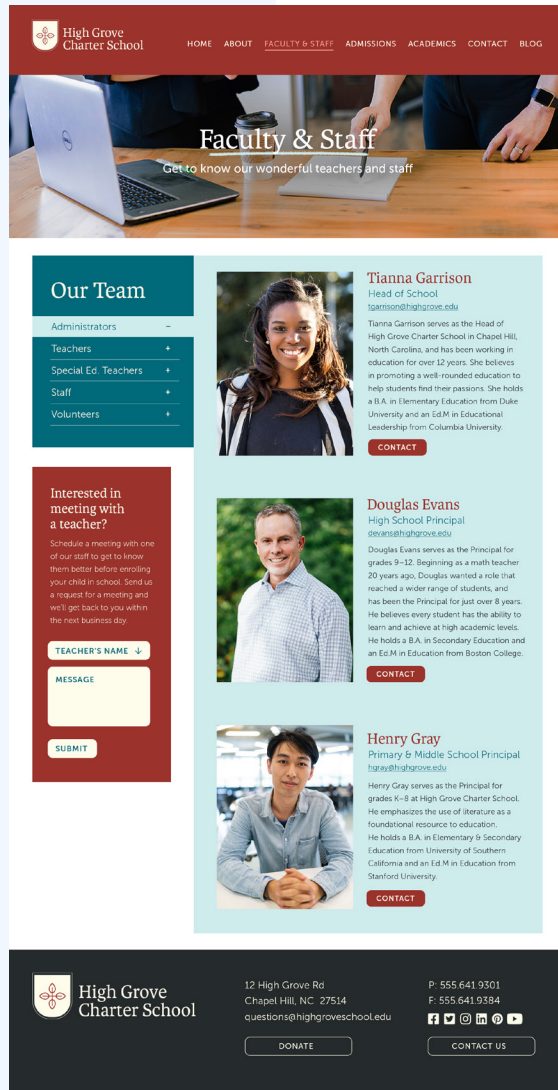 High Grove
Charter School
HOME ABOUT FACULTY & STAFF ADMISSIONS ACADEMICS CONTACT BLOG
Faculty & Staff
Get to know our wonderful teachers and staff
Our Team
Administrators –
Teachers +
Special Ed. Teachers +
Staff +
Volunteers +
Interested in
meeting with
a teacher?
Schedule a meeting with one
of our staff to get to know
them better before enrolling
your child in school. Send us
a request for a meeting and
we'll get back to you within
the next business day.
TEACHER'S NAME ↓
MESSAGE
SUBMIT
Tianna Garrison
Head of School
tgarrison@highgrove.edu
Tianna Garrison serves as the Head of
High Grove Charter School in Chapel Hill,
North Carolina, and has been working in
education for over 12 years. She believes
in promoting a well-rounded education to
help students find their passions. She holds
a B.A. in Elementary Education from Duke
University and an Ed.M in Educational
Leadership from Columbia University.
CONTACT
Douglas Evans
High School Principal
devans@highgrove.edu
Douglas Evans serves as the Principal for
grades 9–12. Beginning as a math teacher
20 years ago, Douglas wanted a role that
reached a wider range of students, and
has been the Principal for just over 8 years.
He believes every student has the ability to
learn and achieve at high academic levels.
He holds a B.A. in Secondary Education and
an Ed.M in Education from Boston College.
CONTACT
Henry Gray
Primary & Middle School Principal
hgray@highgrove.edu
Henry Gray serves as the Principal for
grades K–8 at High Grove Charter School.
He emphasizes the use of literature as a
foundational resource to education.
He holds a B.A. in Elementary & Secondary
Education from University of Southern
California and an Ed.M in Education from
Stanford University.
CONTACT
High Grove
Charter School
12 High Grove Rd
Chapel Hill, NC 27514
questions@highgroveschool.edu
DONATE
P: 555.641.9301
F: 555.641.9384
CONTACT US